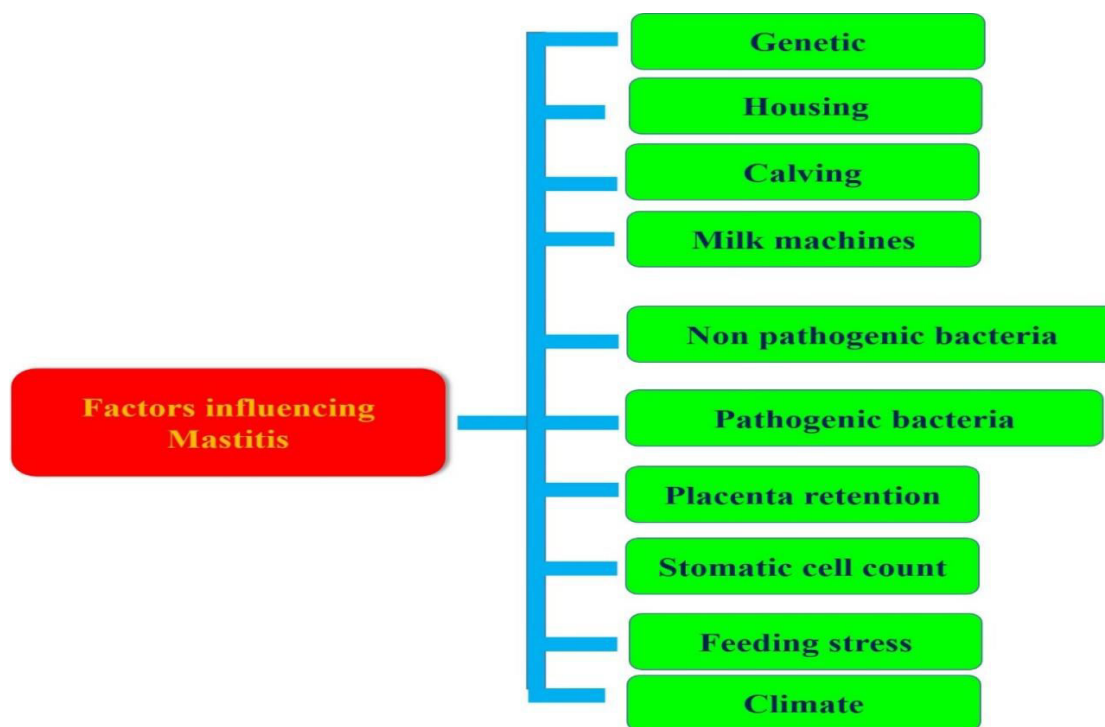 Genetic
Housing
Calving
Milk machines
Non pathogenic bacteria
Factors influencing
Mastitis
Pathogenic bacteria
Placenta retention
Stomatic cell count
Feeding stress
Climate